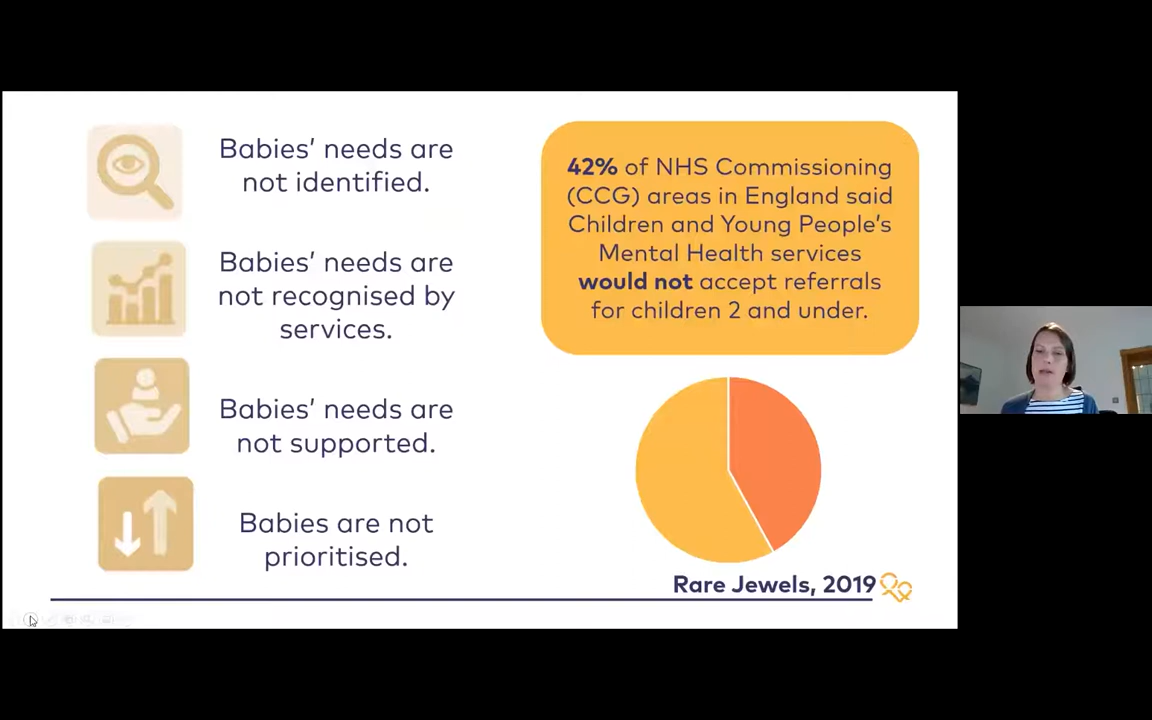 Babies’ needs are
not identified.
Babies’ needs are
not recognised by
services.
Babies’ needs are
not supported.
Babies are not
prioritised.
42% of NHS Commissioning
(CCG) areas in England said
Children and Young People’s
Mental Health services
would not accept referrals
for children 2 and under.
Rare Jewels, 2019